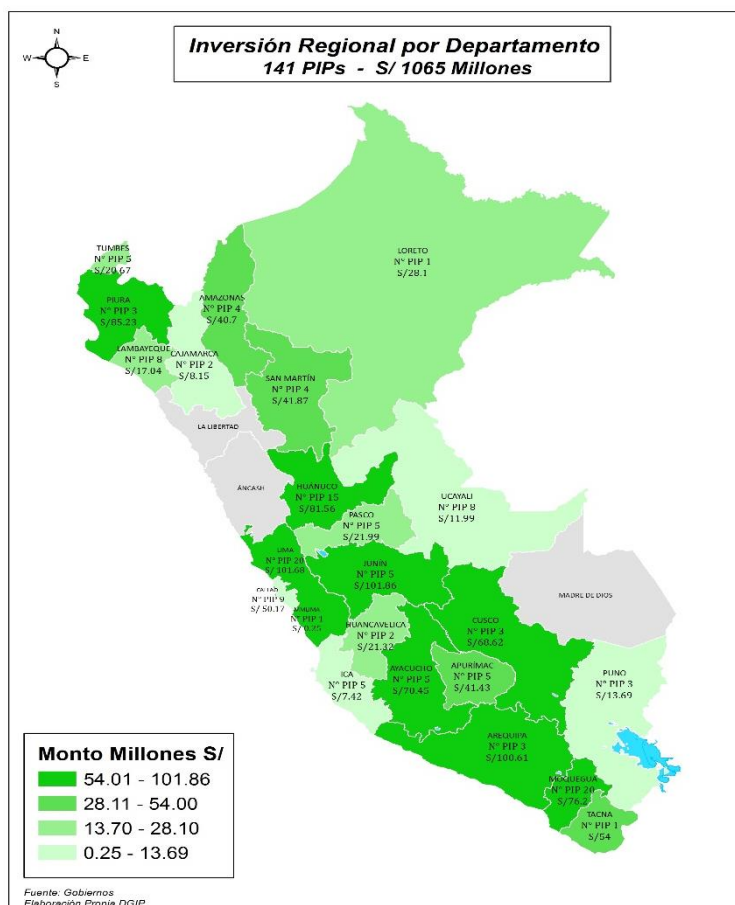 N
W E
S
Inversión Regional por Departamento
141 PIPs - S/ 1065 Millones
TUMBES
N° PIP 5
S/20.67
PIURA
N° PIP 3
S/85.23
LAMBAYEQUE
N° PIP 8
S/17.04
CAJAMARCA
N° PIP 2
S/8.15
AMAZONAS
N° PIP 4
S/40.7
LORETO
N° PIP 1
S/28.1
SAN MARTÍN
N° PIP 4
S/41.87
LA LIBERTAD
ÁNCASH
HUÁNUCO
N° PIP 15
S/81.56
UCAYALI
N° PIP 8
S/11.99
PASCO
N° PIP 5
S/21.99
LIMA
N° PIP 20
S/ 101.68
JUNÍN
N° PIP 5
S/101.86
MADRE DE DIOS
CALLAO
N° PIP 9
S/ 50.17
N° PIP 1
S/ 0.25
HUANCAVELICA
N° PIP 2
S/21.32
CUSCO
N° PIP 3
S/68.62
ICA
N° PIP 5
S/7.42
AYACUCHO
N° PIP 5
S/70.45
APURÍMAC
N° PIP 5
S/41.43
PUNO
N° PIP 3
S/13.69
AREQUIPA
N° PIP 3
S/100.61
MOQUEGUA
N° PIP 20
S/76.2
TACNA
N° PIP 1
S/54
Monto Millones S/
54.01 - 101.86
28.11 - 54.00
13.70 - 28.10
0.25 - 13.69
Fuente: Gobiernos
Elaboración Propia DGIP